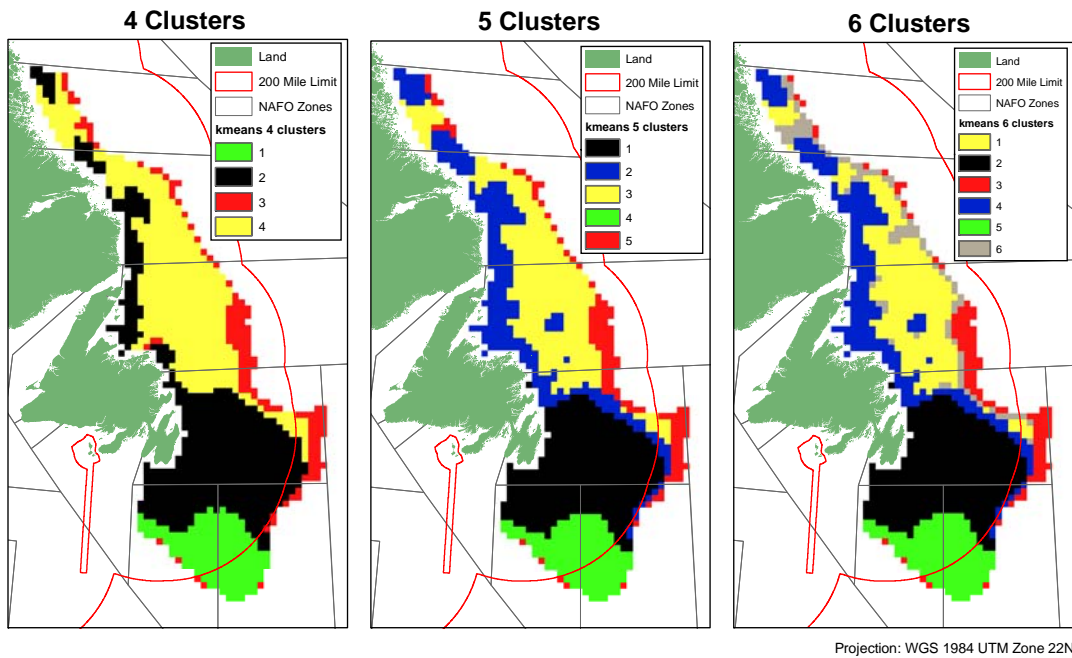 4 Clusters
Land
200 Mile Limit
NAFO Zones
kmeans 4 clusters
1
2
3
4
5 Clusters
Land
200 Mile Limit
NAFO Zones
kmeans 5 clusters
1
2
3
4
5
6 Clusters
Land
200 Mile Limit
NAFO Zones
kmeans 6 clusters
1
2
3
4
5
6
Projection: WGS 1984 UTM Zone 22N